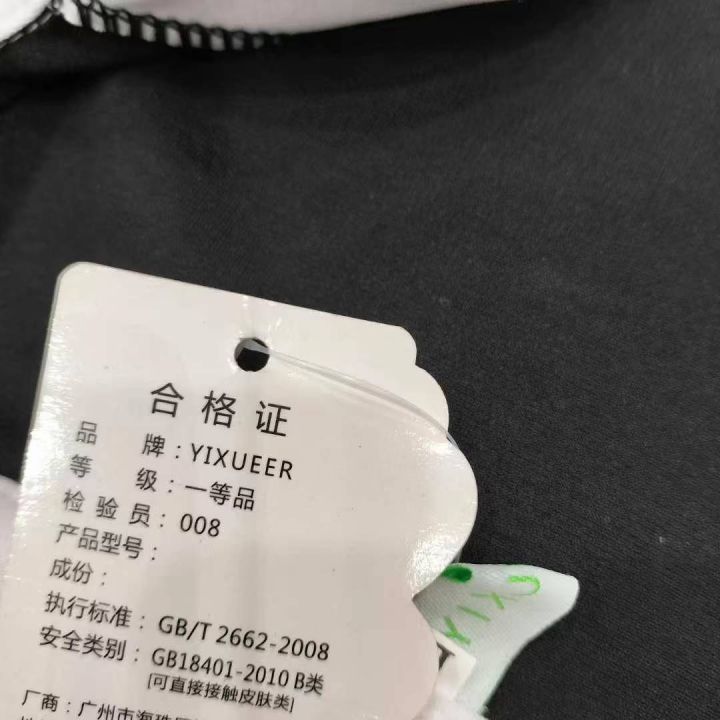 合格证
品牌：YIXUEER
等级：一等品
检验员：008
产品型号：
成份：
执行标准：GB/T 2662-2008
安全类别：GB18401-2010 B类
[可直接接触皮肤类]
厂商：广州市海珠
YIXY